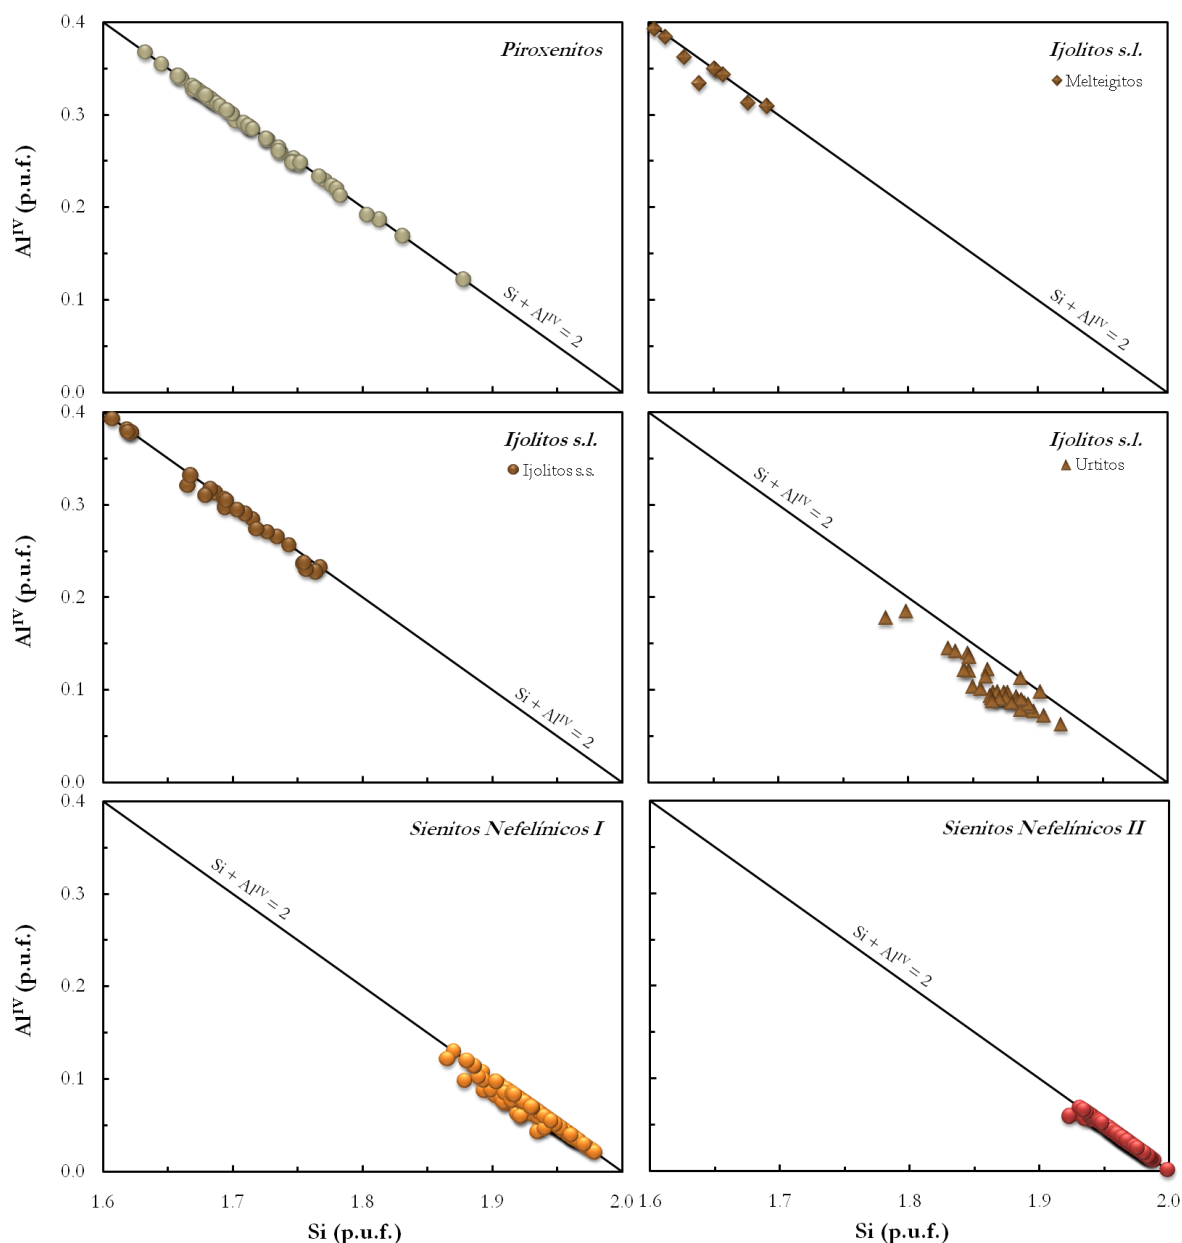 0.4
0.3
0.2
0.1
0.0
Al^IV (p.u.f.)
Piroxenitos
Si + Al^IV = 2
Ijolitos s.l.
Melteigitos
Si + Al^IV = 2
0.4
0.3
0.2
0.1
0.0
Al^IV (p.u.f.)
Ijolitos s.l.
Ijolitos s.s.
Si + Al^IV = 2
Ijolitos s.l.
Urtitos
Si + Al^IV = 2
0.4
0.3
0.2
0.1
0.0
Al^IV (p.u.f.)
Sienitos Nefelínicos I
Si + Al^IV = 2
1.6 1.7 1.8 1.9 2.0
Si (p.u.f.)
Sienitos Nefelínicos II
Si + Al^IV = 2
1.6 1.7 1.8 1.9 2.0
Si (p.u.f.)